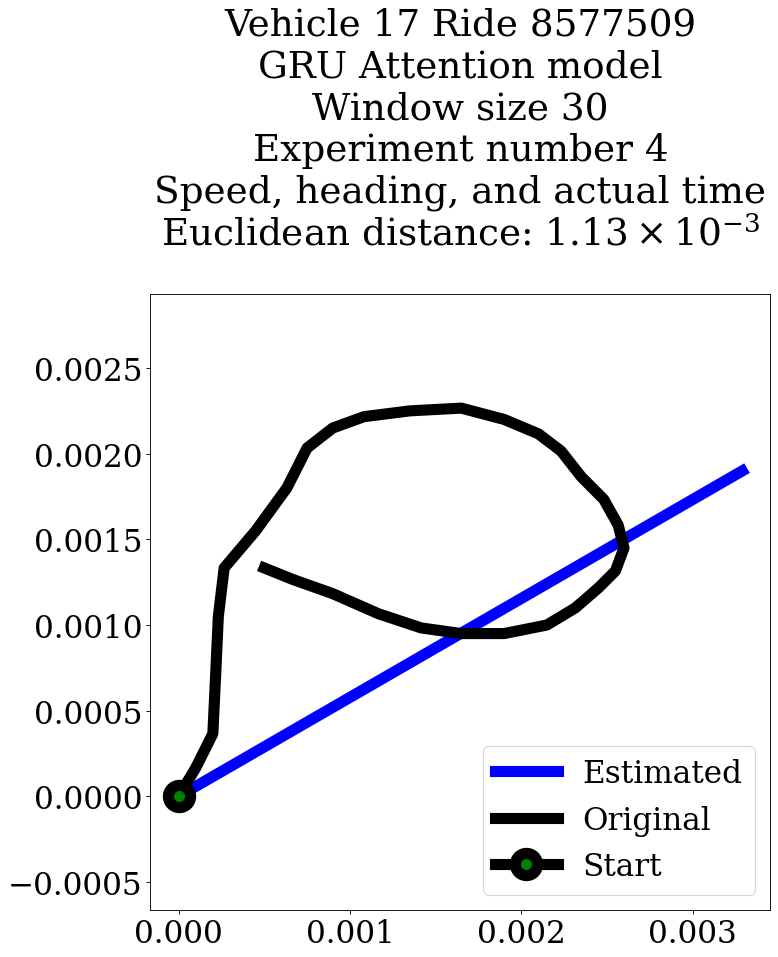 Vehicle 17 Ride 8577509
GRU Attention model
Window size 30
Experiment number 4
Speed, heading, and actual time
Euclidean distance: 1.13 × 10⁻³
0.0025
0.0020
0.0015
0.0010
0.0005
0.0000
−0.0005
0.000 0.001 0.002 0.003
Estimated
Original
Start